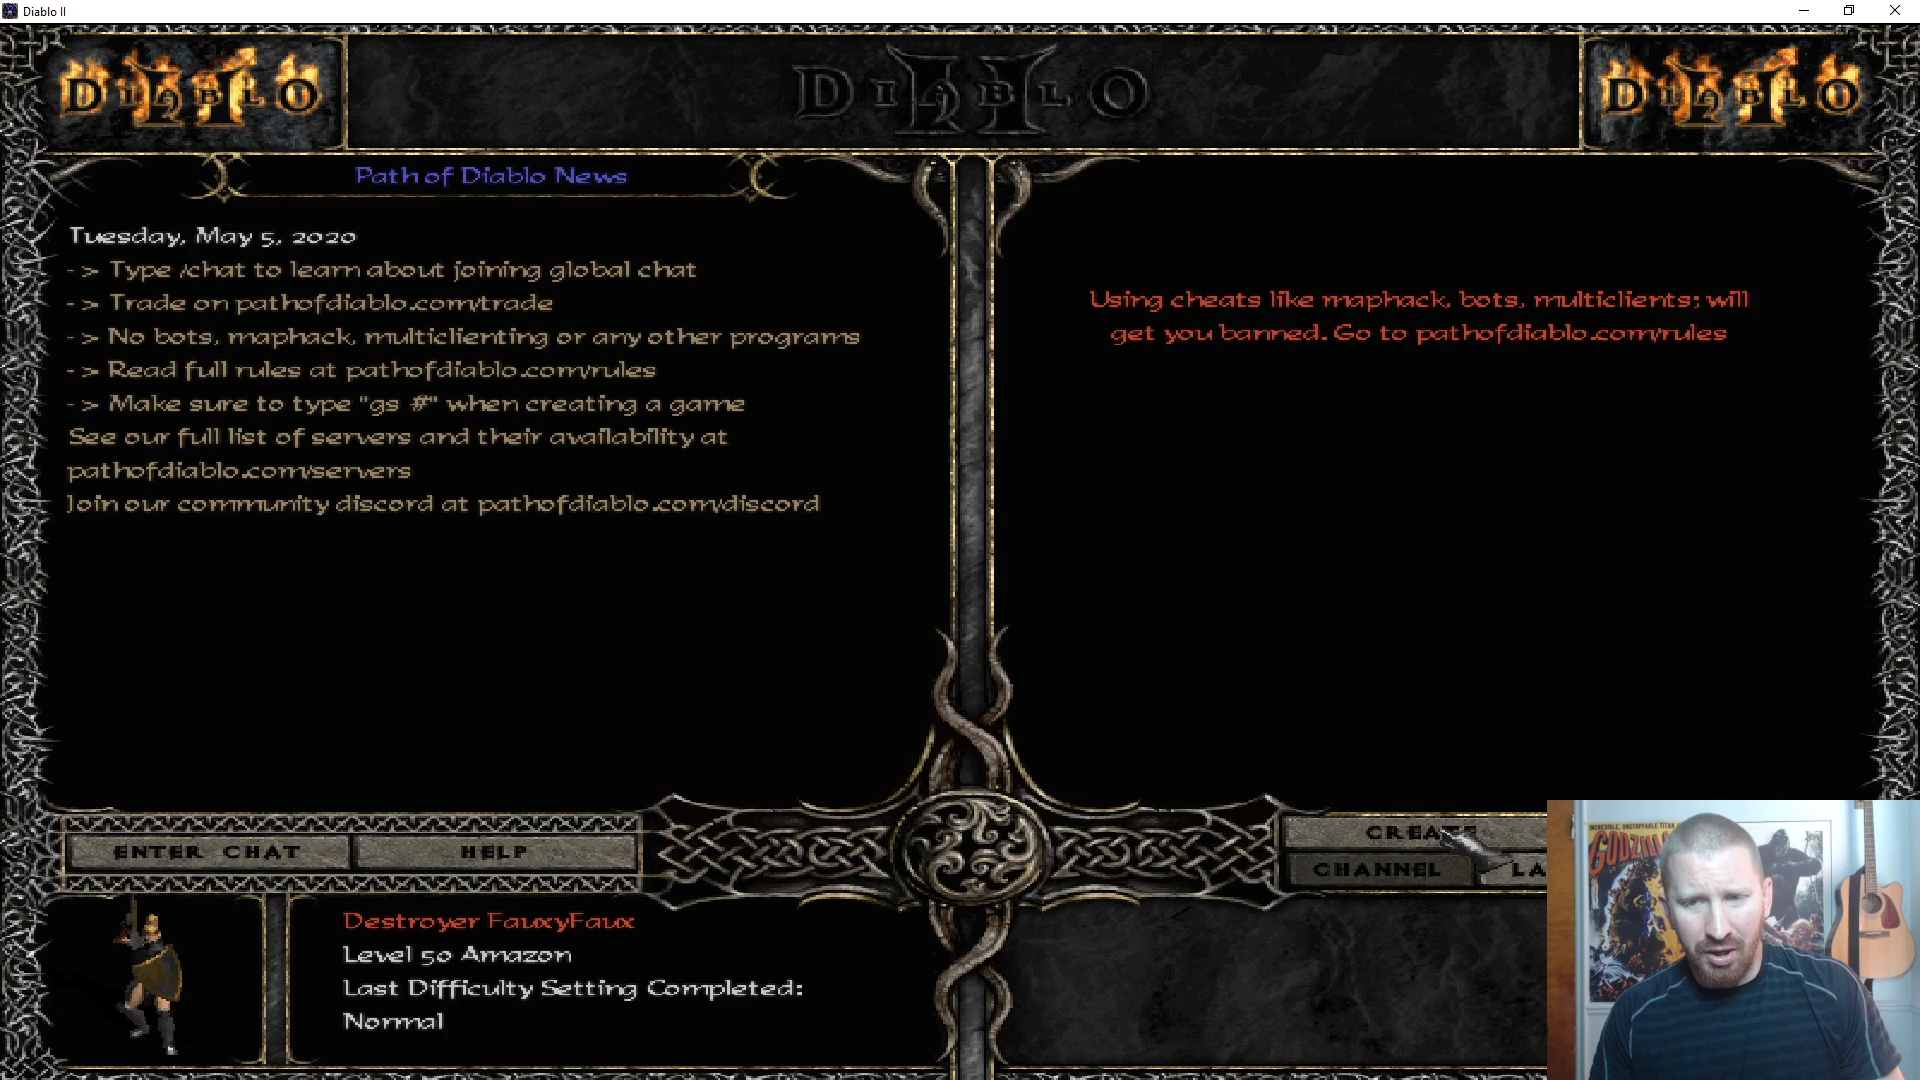 Diablo II
DIABLO II
DIABLO II
DIABLO II
Path of Diablo News
Tuesday, May 5, 2020
-> Type /chat to learn about joining global chat
-> Trade on pathofdiablo.com/trade
-> No bots, maphack, multiclienting or any other programs
-> Read full rules at pathofdiablo.com/rules
-> Make sure to type "gs #" when creating a game
See our full list of servers and their availability at
pathofdiablo.com/servers
Join our community discord at pathofdiablo.com/discord
Using cheats like maphack, bots, multiclients; will
get you banned. Go to pathofdiablo.com/rules
ENTER CHAT
HELP
CREATE
CHANNEL
Destroyer FauxyFaux
Level 50 Amazon
Last Difficulty Setting Completed:
Normal